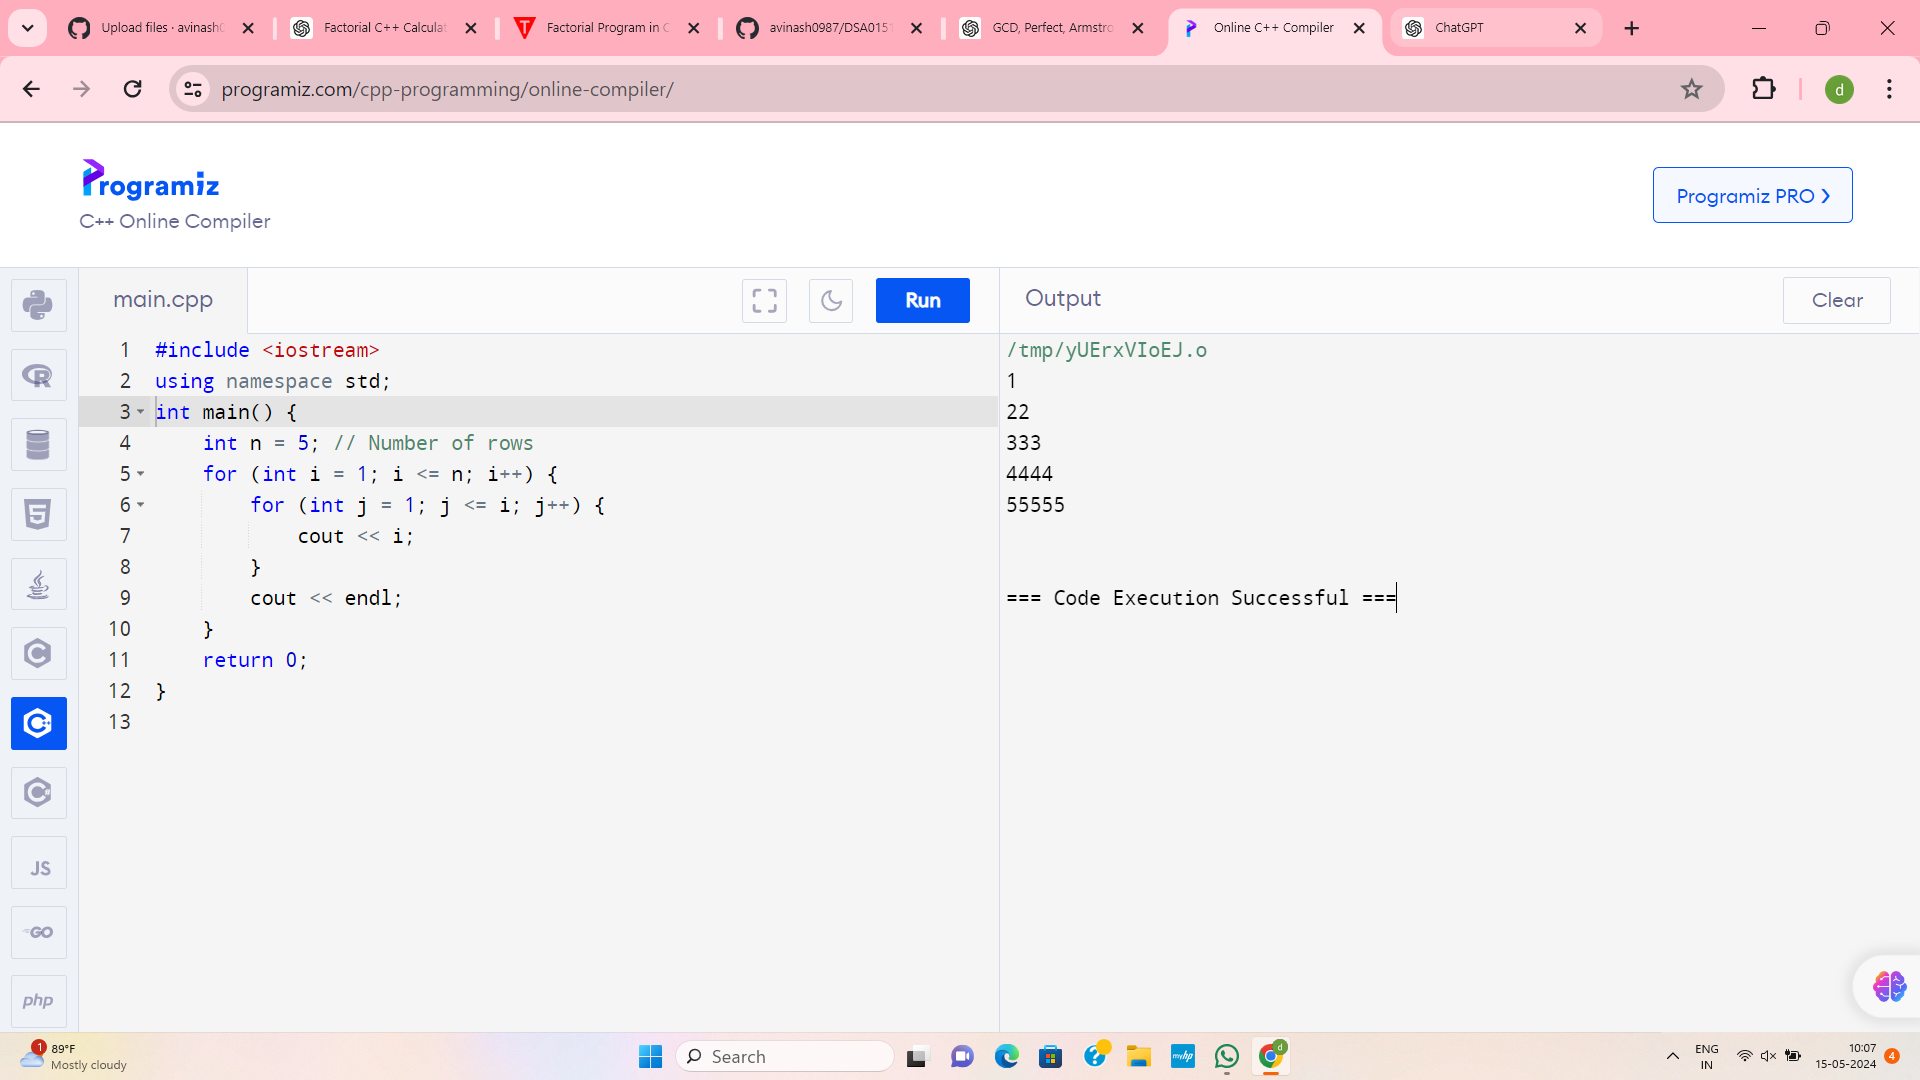 Upload files · avinash0
Factorial C++ Calculat
Factorial Program in C
avinash0987/DSA0151
GCD, Perfect, Armstro
Online C++ Compiler
ChatGPT
programiz.com/cpp-programming/online-compiler/
d
Programiz
C++ Online Compiler
Programiz PRO ❯
main.cpp
Run
Output
Clear
1 #include <iostream>
2 using namespace std;
3 int main() {
4 int n = 5; // Number of rows
5 for (int i = 1; i <= n; i++) {
6 for (int j = 1; j <= i; j++) {
7 cout << i;
8 }
9 cout << endl;
10 }
11 return 0;
12 }
13
/tmp/yUErxVIoEJ.o
1
22
333
4444
55555
=== Code Execution Successful ===
R
5
C
C++
C#
JS
GO
php
1
89°F
Mostly cloudy
Search
myhp
d
ENG
IN
10:07
15-05-2024
4